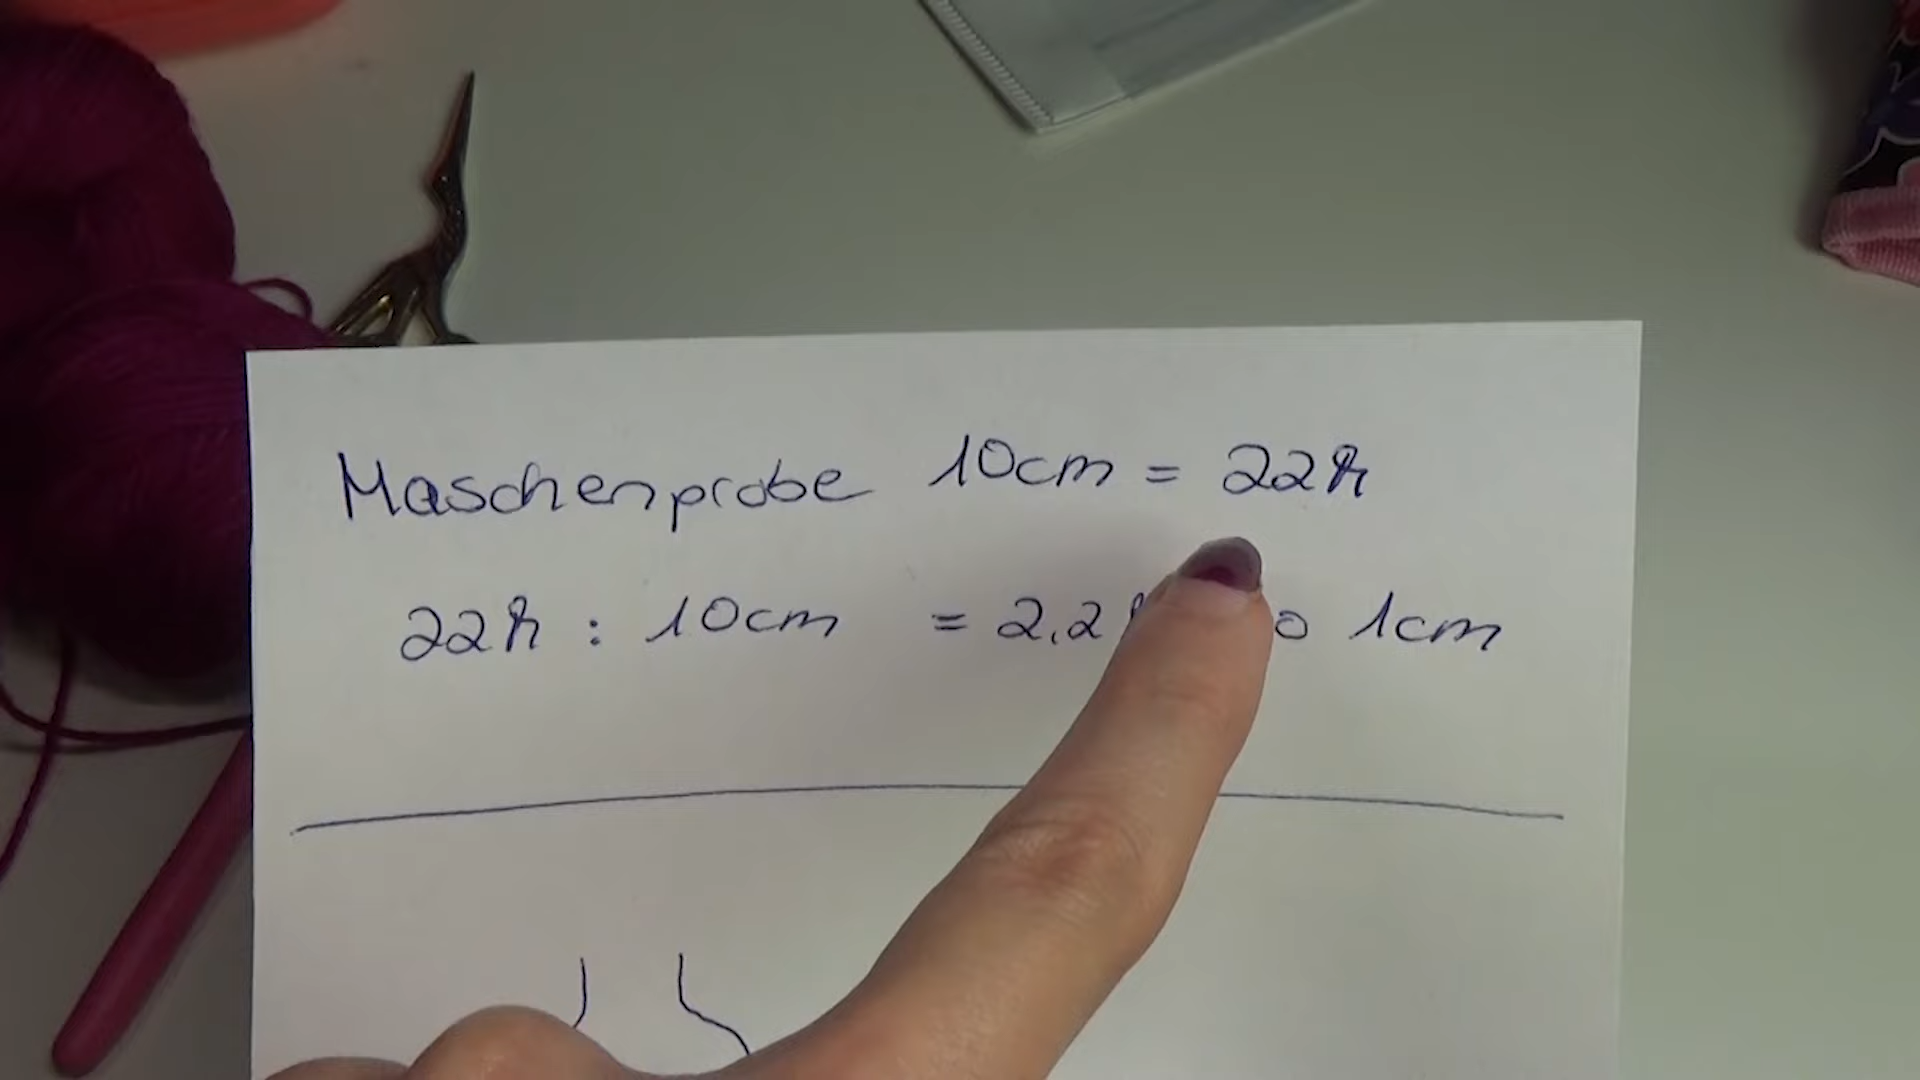 Maschenprobe 10cm = 22R
22R : 10cm = 2.2 1cm